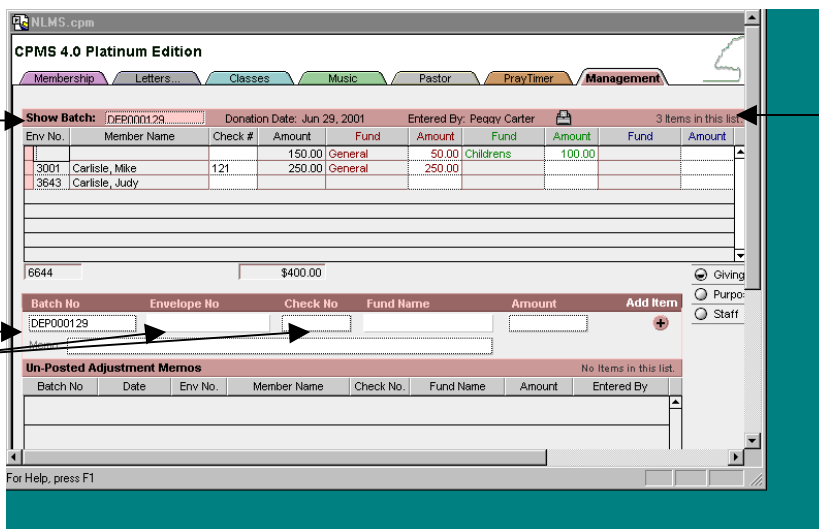 NLMS.cpm
CPMS 4.0 Platinum Edition
Membership Letters... Classes Music Pastor PrayTimer Management
Show Batch: DEP000129 Donation Date: Jun 29, 2001 Entered By: Peggy Carter 3 Items in this list.
Env No. Member Name Check # Amount Fund Amount Fund Amount Fund Amount
150.00 General 50.00 Childrens 100.00
3001 Carlisle, Mike 121 250.00 General 250.00
3643 Carlisle, Judy
6644 $400.00
Giving
Purpo
Staff
Batch No Envelope No Check No Fund Name Amount Add Item
DEP000129
Memo
Un-Posted Adjustment Memos No Items in this list.
Batch No Date Env No. Member Name Check No. Fund Name Amount Entered By
For Help, press F1